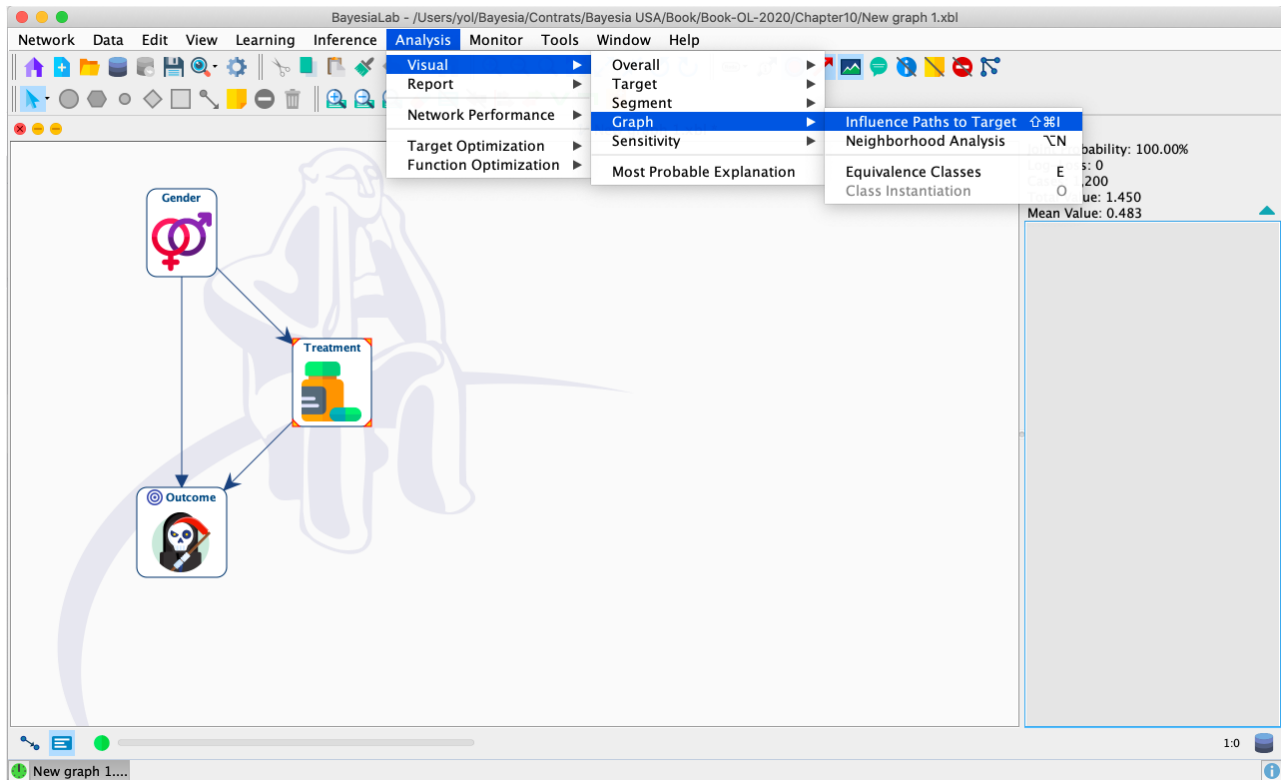 BayesiaLab - /Users/yol/Bayesia/Contrats/Bayesia USA/Book/Book-OL-2020/Chapter10/New graph 1.xbl
Network Data Edit View Learning Inference Analysis Monitor Tools Window Help
Visual
Report
Network Performance
Target Optimization
Function Optimization
Overall
Target
Segment
Graph
Sensitivity
Most Probable Explanation
Influence Paths to Target ⇧⌘I
Neighborhood Analysis ⌥N
Equivalence Classes E
Class Instantiation O
bability: 100.00%
s: 0
,200
ue: 1.450
Mean Value: 0.483
Gender
Treatment
Outcome
1:0
New graph 1....